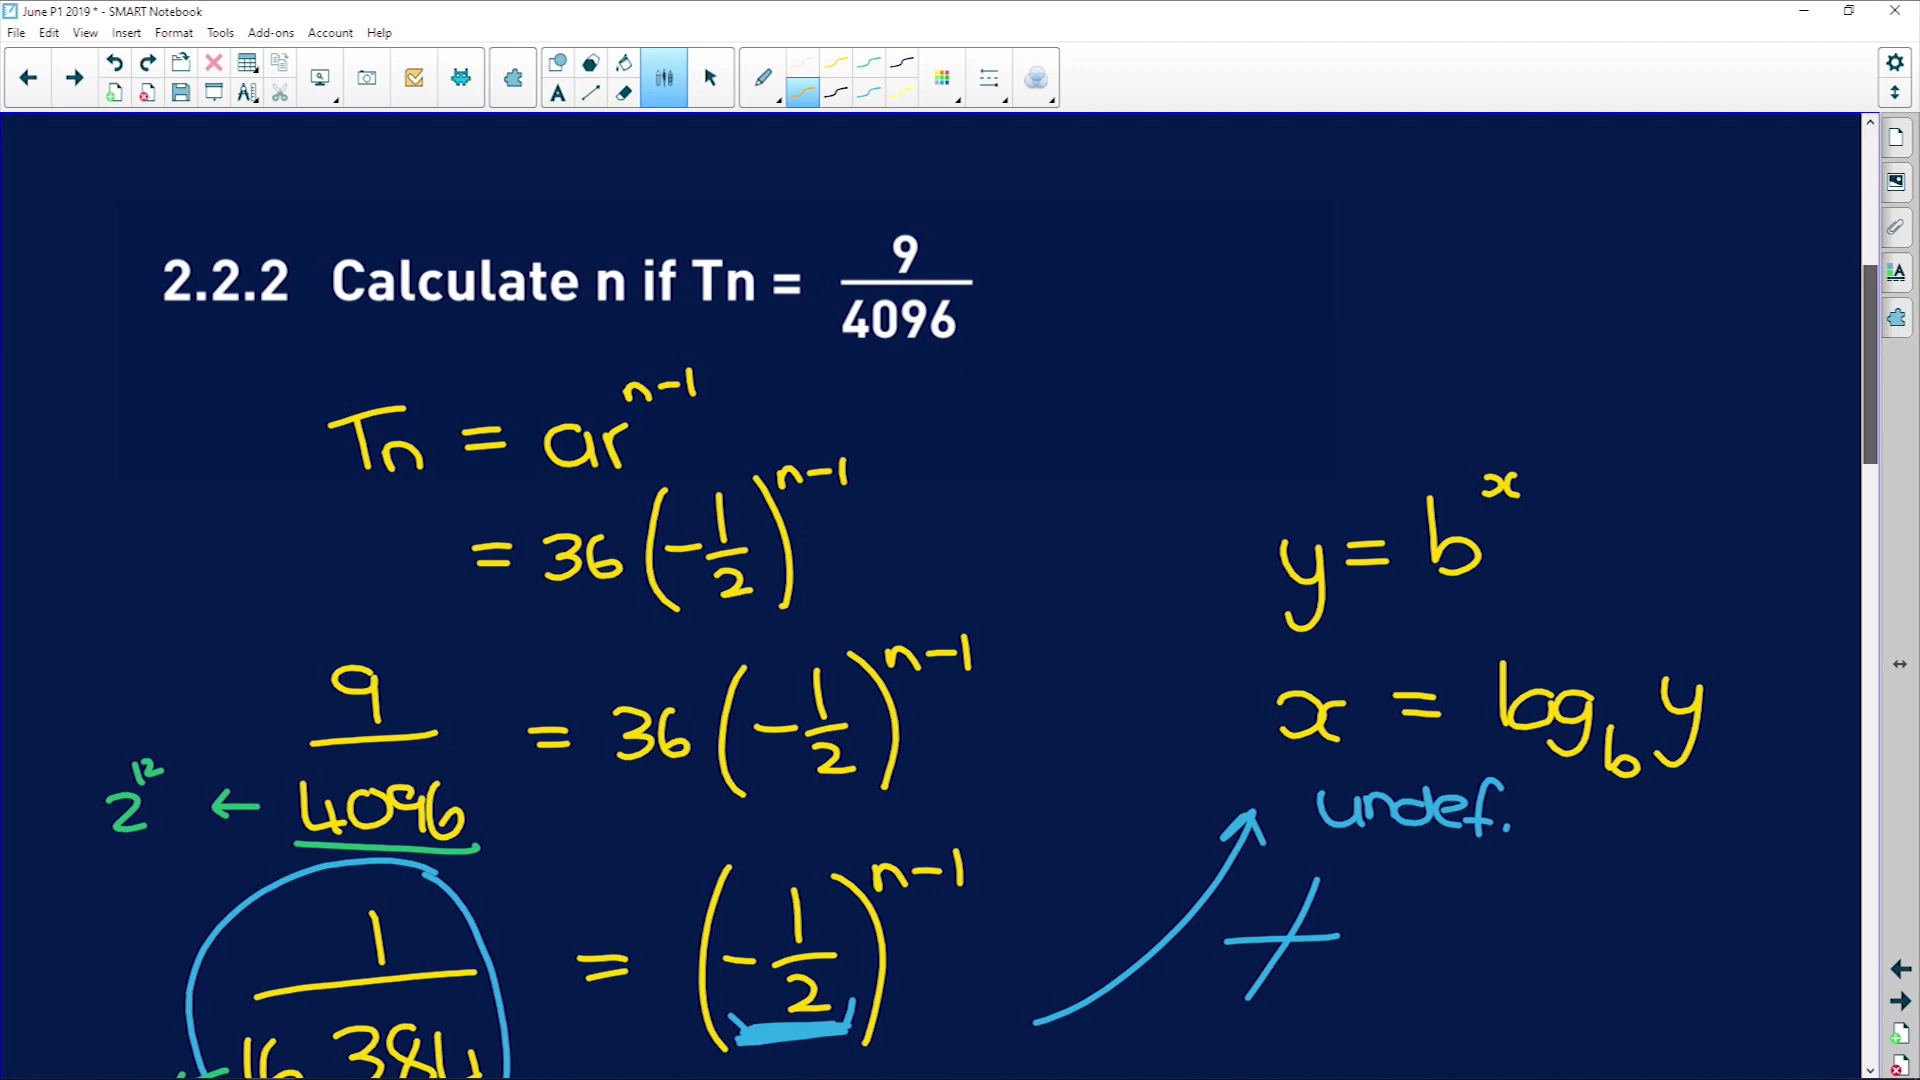 June P1 2019 * - SMART Notebook
File Edit View Insert Format Tools Add-ons Account Help
2.2.2 Calculate n if Tn = 9/4096
Tn = ar^(n-1)
= 36(-1/2)^(n-1)
y = b^x
9/4096 = 36(-1/2)^(n-1)
x = log_b y
2^12 ←
undef.
1/16 384 = (-1/2)^(n-1)